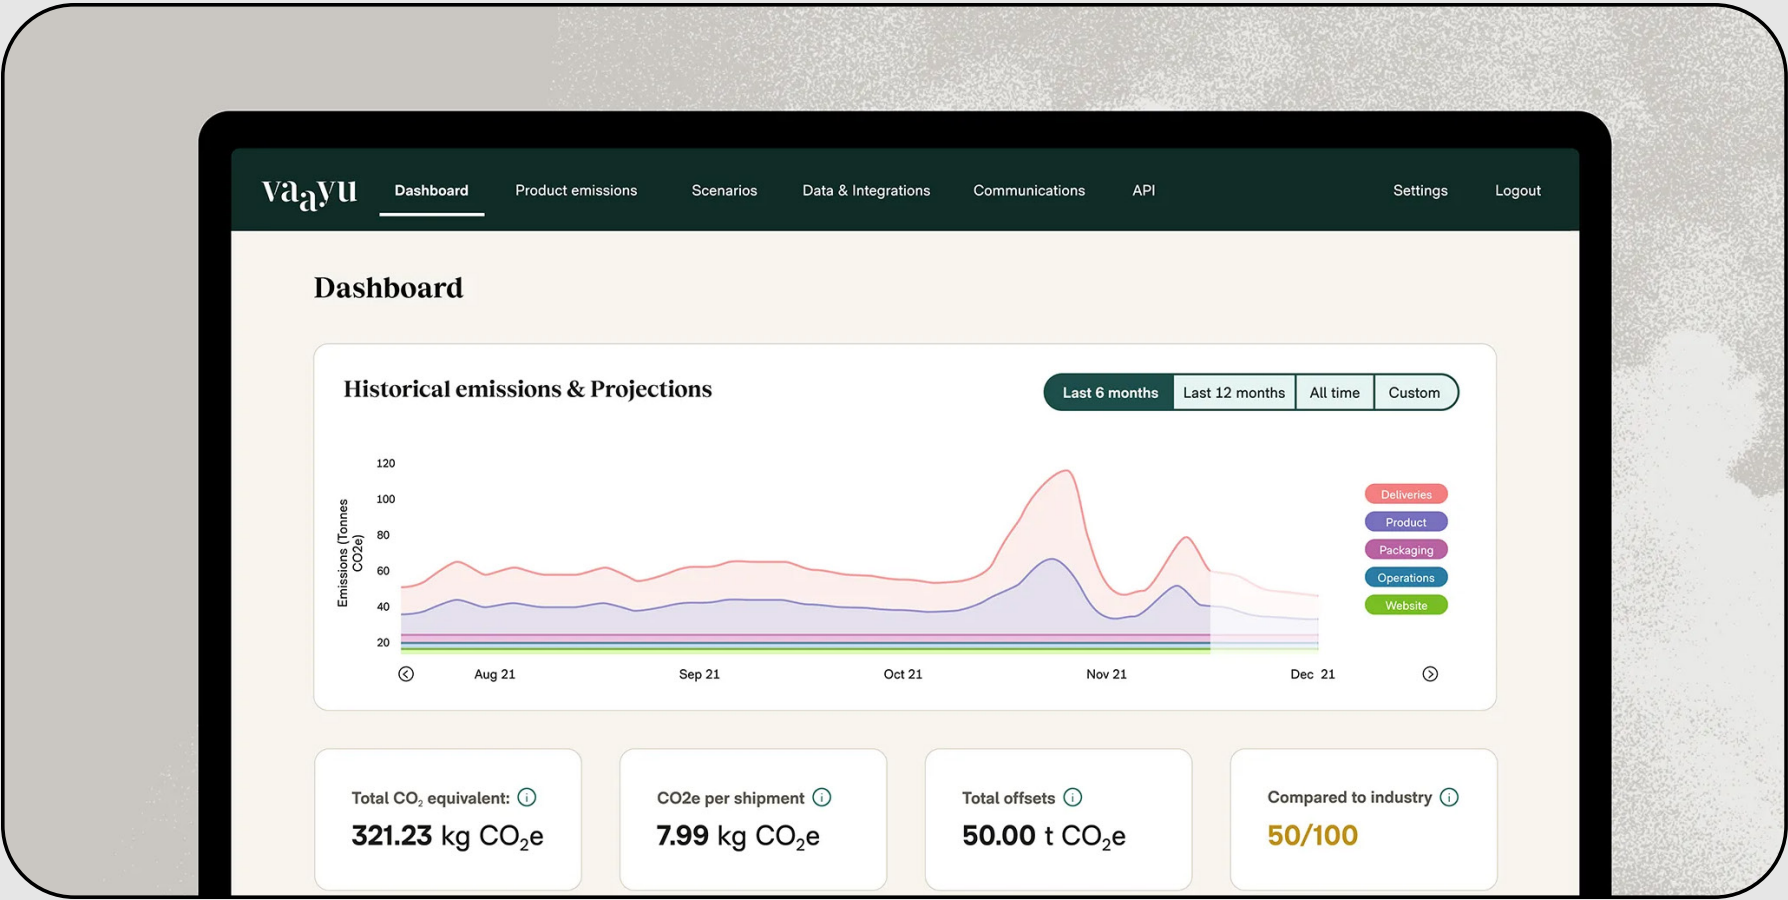 vaayu
Dashboard
Product emissions
Scenarios
Data & Integrations
Communications
API
Settings
Logout
Dashboard
Historical emissions & Projections
Last 6 months
Last 12 months
All time
Custom
Emissions (Tonnes
CO2e)
120
100
80
60
40
20
Deliveries
Product
Packaging
Operations
Website
Aug 21
Sep 21
Oct 21
Nov 21
Dec 21
Total CO₂ equivalent:
321.23 kg CO₂e
CO2e per shipment
7.99 kg CO₂e
Total offsets
50.00 t CO₂e
Compared to industry
50/100